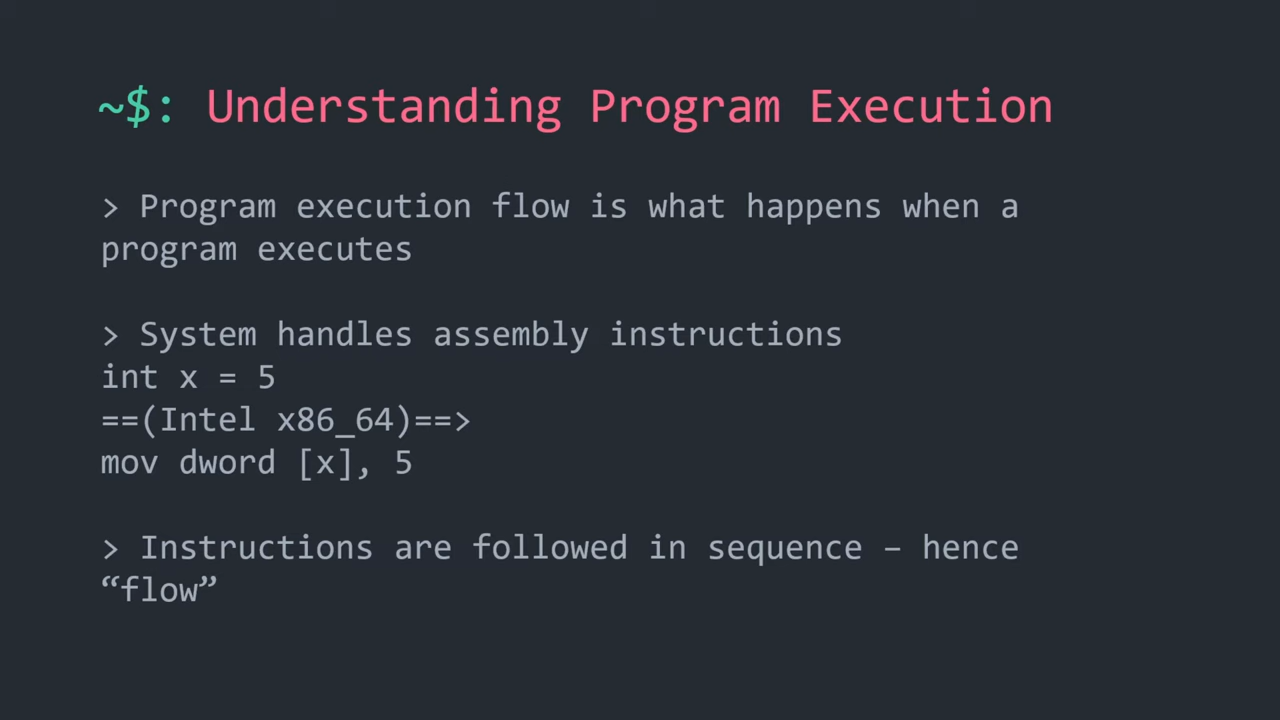 ~$: Understanding Program Execution
> Program execution flow is what happens when a
program executes
> System handles assembly instructions
int x = 5
==(Intel x86_64)==>
mov dword [x], 5
> Instructions are followed in sequence – hence
“flow”